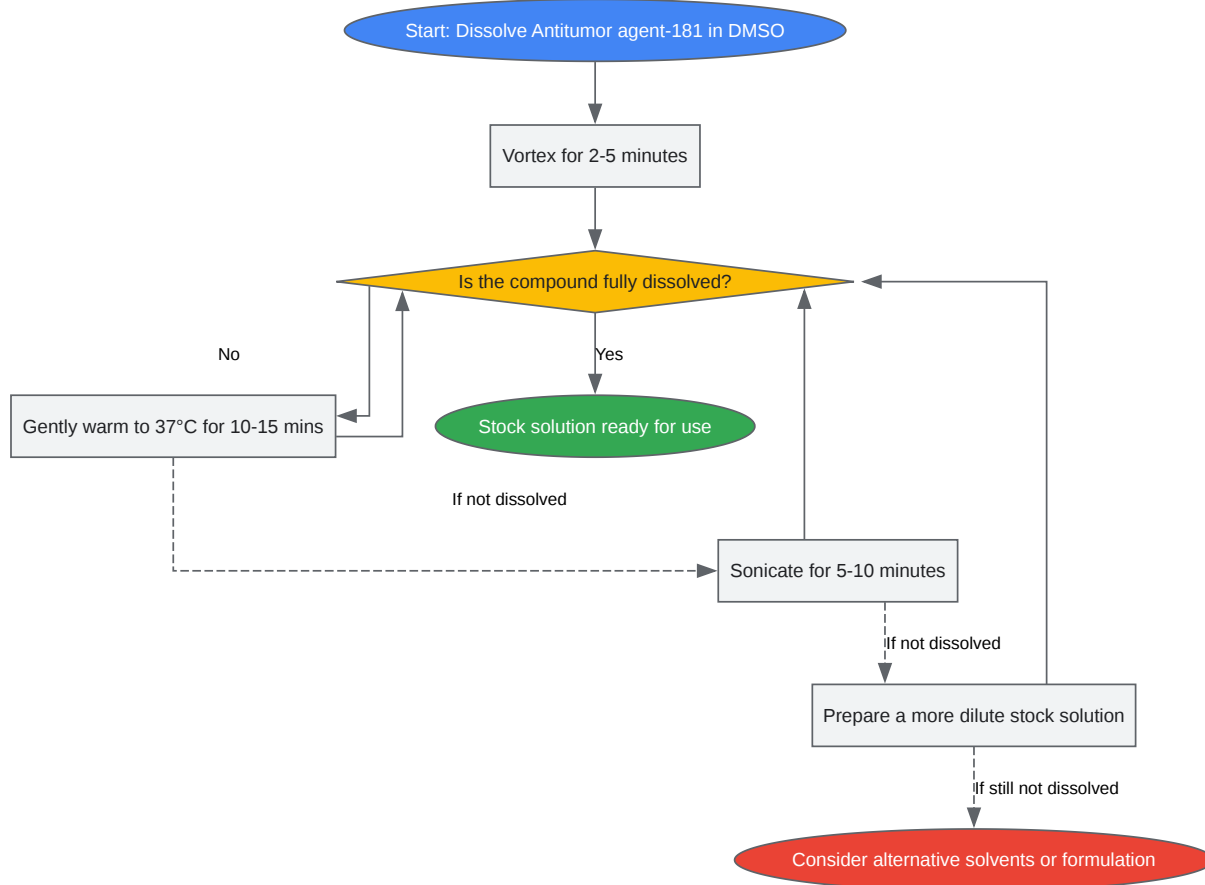 Start: Dissolve Antitumor agent-181 in DMSO
Vortex for 2-5 minutes
Is the compound fully dissolved?
No
Yes
Gently warm to 37°C for 10-15 mins
Stock solution ready for use
If not dissolved
Sonicate for 5-10 minutes
If not dissolved
Prepare a more dilute stock solution
If still not dissolved
Consider alternative solvents or formulation